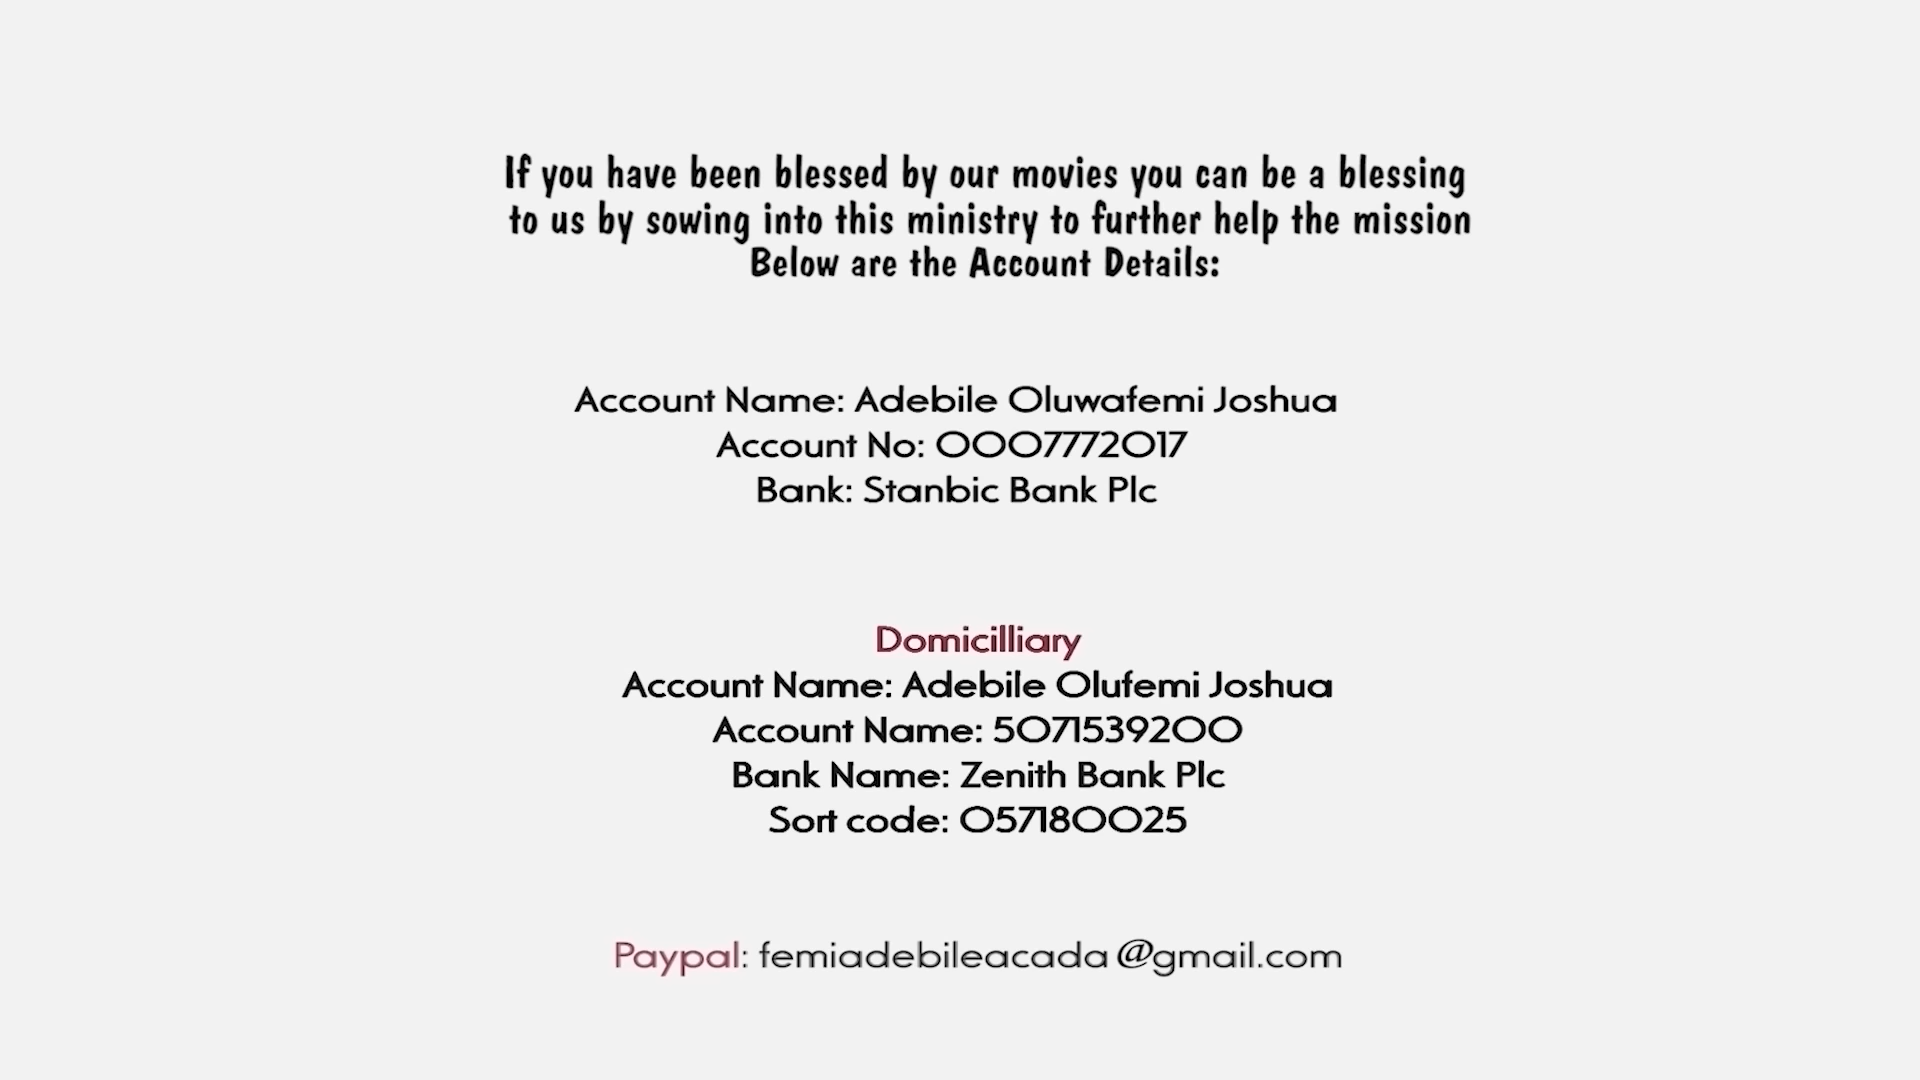 If you have been blessed by our movies you can be a blessing
to us by sowing into this ministry to further help the mission
Below are the Account Details:
Account Name: Adebile Oluwafemi Joshua
Account No: 0007772017
Bank: Stanbic Bank Plc
Domicilliary
Account Name: Adebile Olufemi Joshua
Account Name: 5071539200
Bank Name: Zenith Bank Plc
Sort code: 057180025
Paypal: femiadebileacada@gmail.com